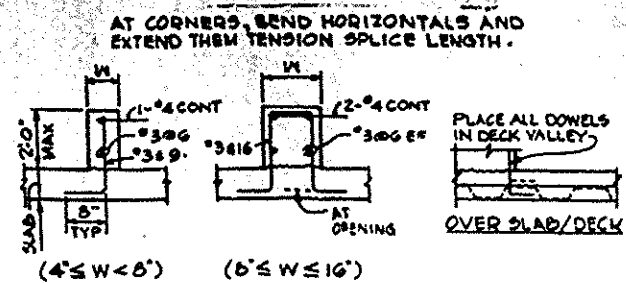 AT CORNERS, BEND HORIZONTALS AND
EXTEND THEM TENSION SPLICE LENGTH.
W
1-#4 CONT
#3@6
#3@9
2'-0"
MAX
SLAB
8"
TYP
(4" ≤ W < 8")
W
2-#4 CONT
#3@16
#3@6 EF
AT
OPENING
(8" ≤ W ≤ 16")
PLACE ALL DOWELS
IN DECK VALLEY
OVER SLAB/DECK